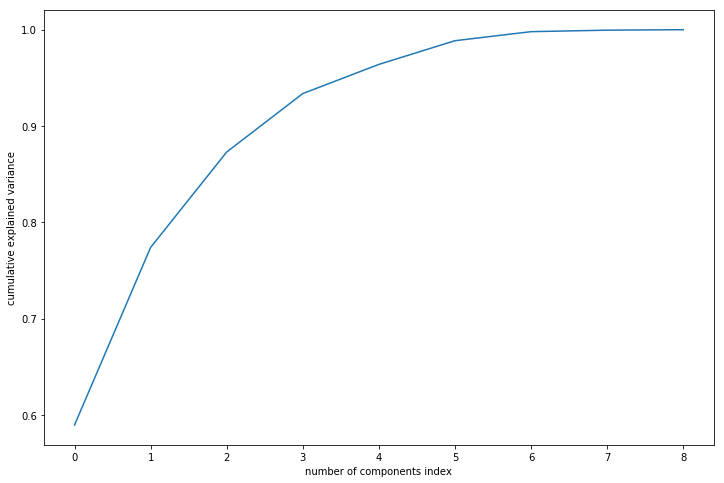 cumulative explained variance
1.0
0.9
0.8
0.7
0.6
0 1 2 3 4 5 6 7 8
number of components index